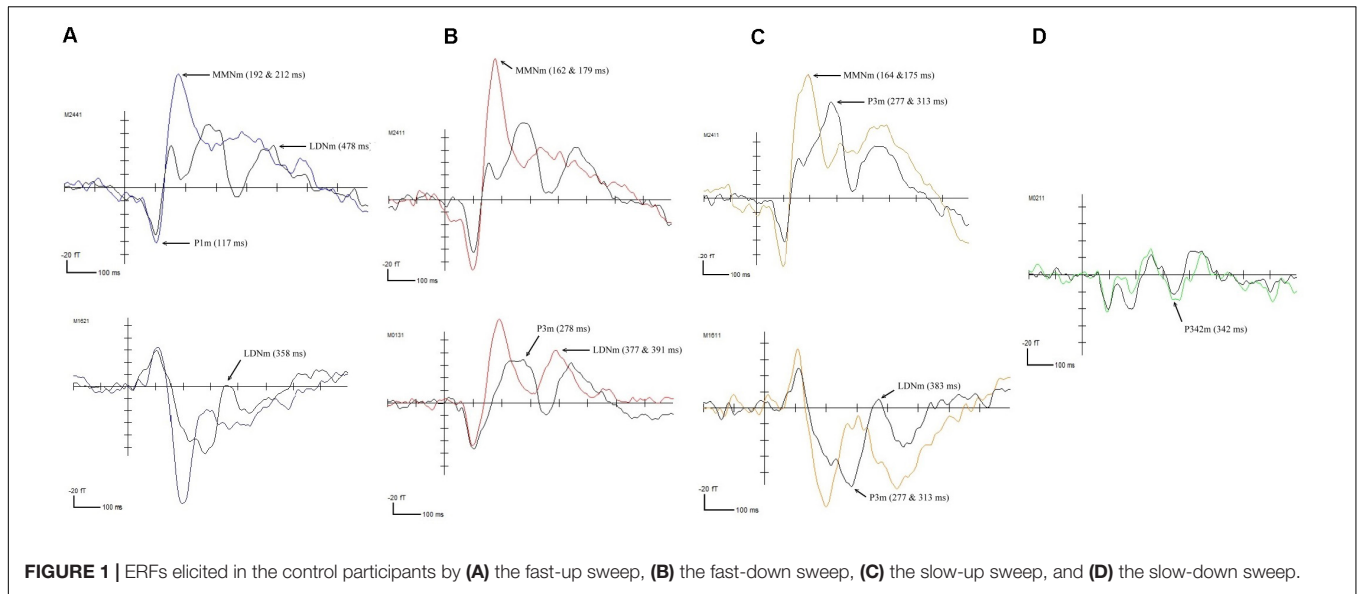 A
B
C
D
MMNm (192 & 212 ms)
M2441
LDNm (478 ms)
P1m (117 ms)
-20 fT
100 ms
MMNm (162 & 179 ms)
M2411
-20 fT
100 ms
MMNm (164 &175 ms)
P3m (277 & 313 ms)
M2411
-20 fT
100 ms
M0211
P342m (342 ms)
-20 fT
100 ms
M1621
LDNm (358 ms)
-20 fT
100 ms
P3m (278 ms)
M0131
LDNm (377 & 391 ms)
-20 fT
100 ms
M1611
LDNm (383 ms)
P3m (277 & 313 ms)
-20 fT
100 ms
FIGURE 1 | ERFs elicited in the control participants by (A) the fast-up sweep, (B) the fast-down sweep, (C) the slow-up sweep, and (D) the slow-down sweep.